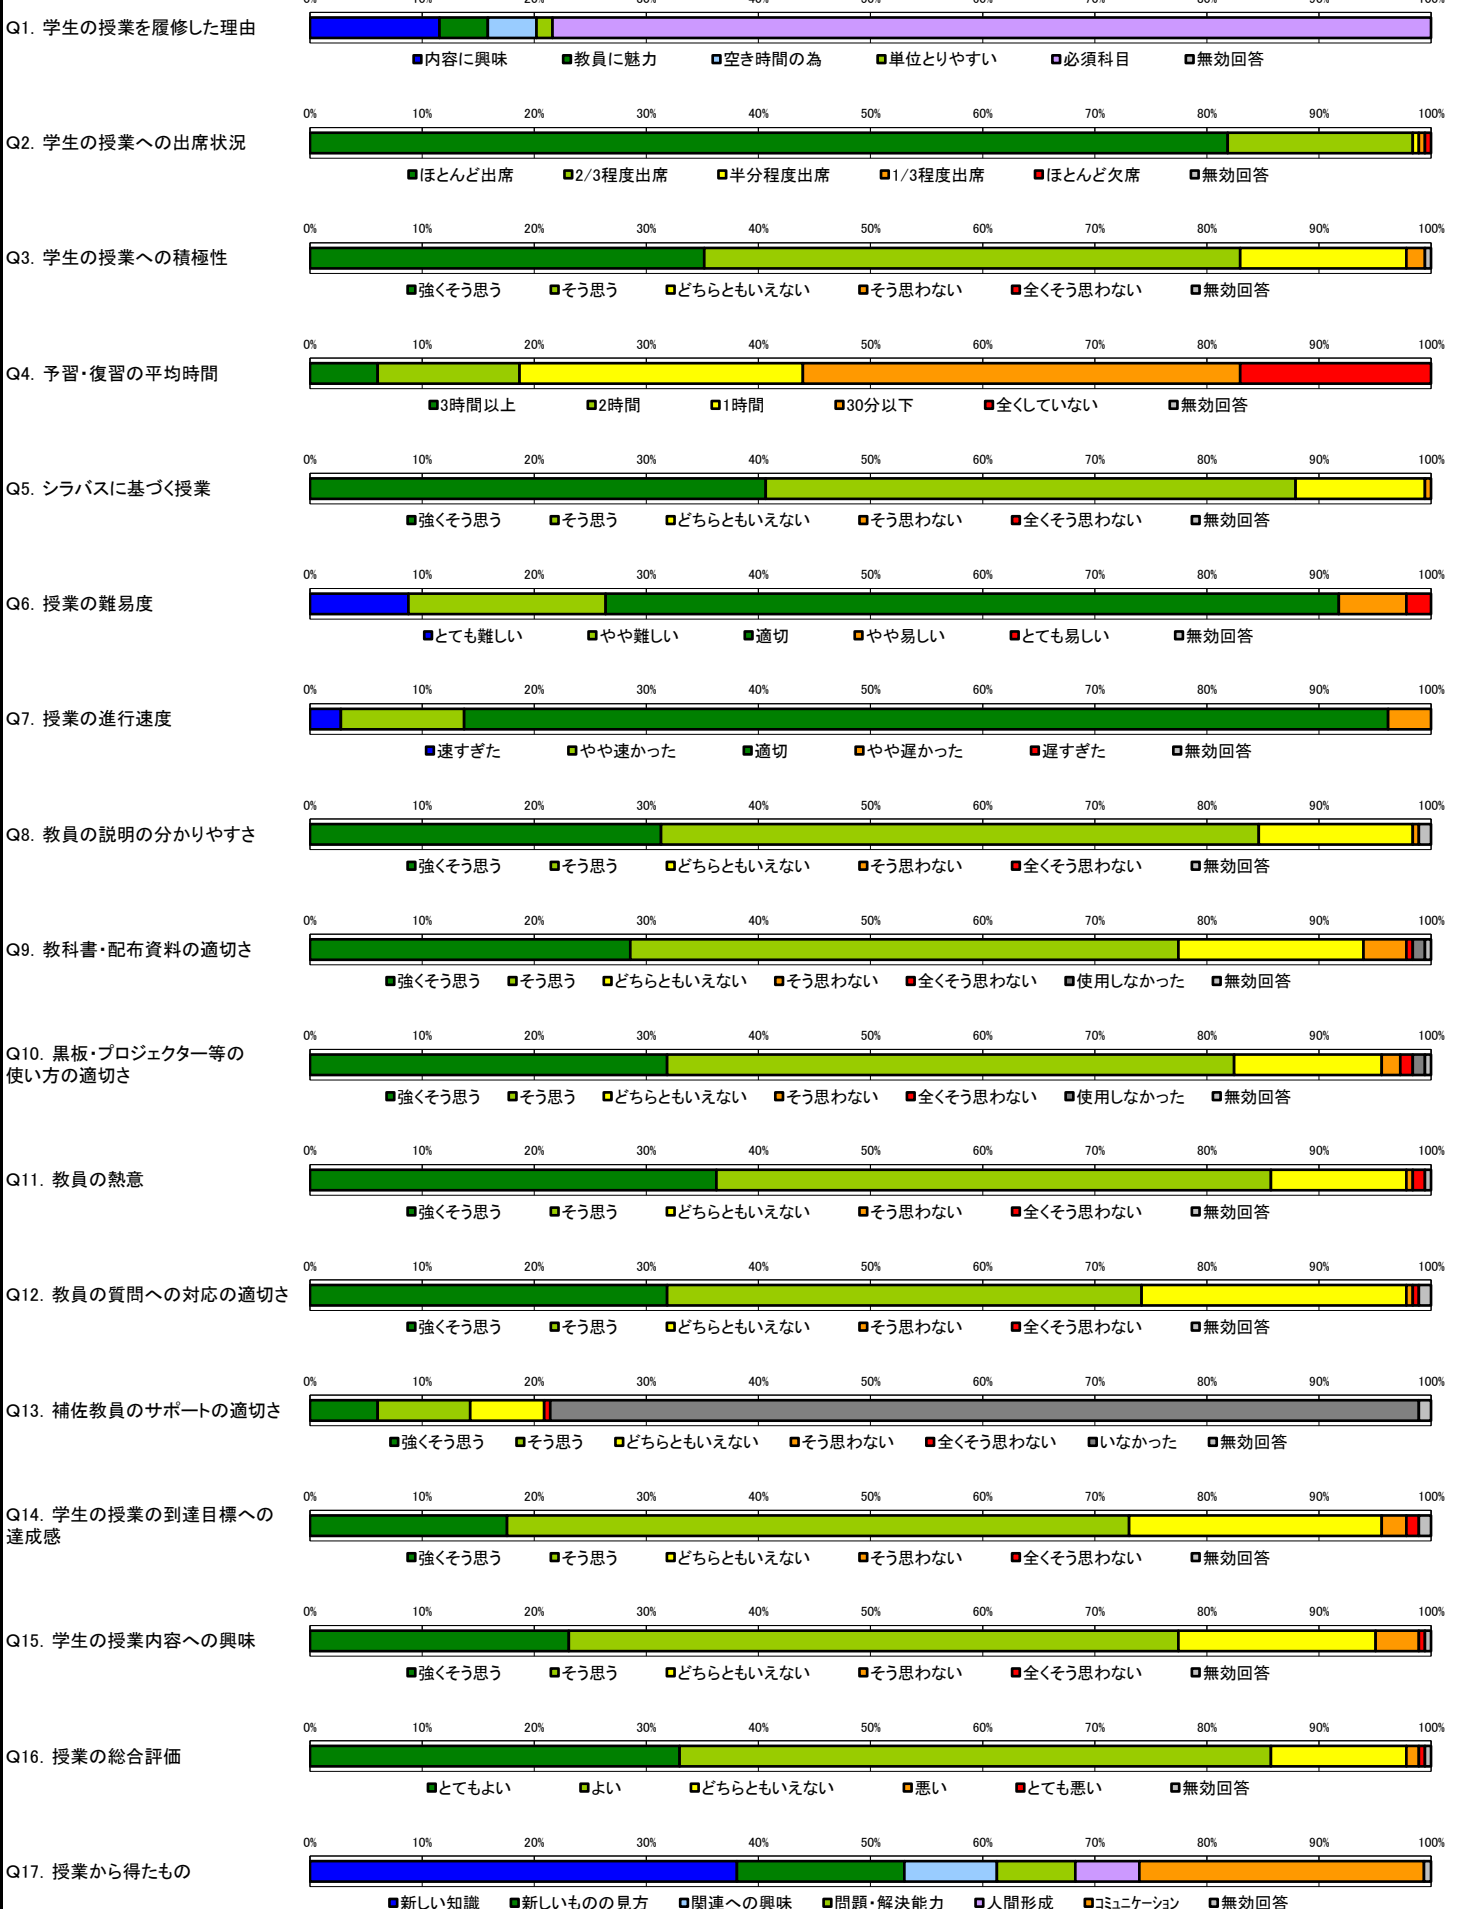 0% 10% 20% 30% 40% 50% 60% 70% 80% 90% 100%
Q1. 学生の授業を履修した理由
内容に興味 教員に魅力 空き時間の為 単位とりやすい 必須科目 無効回答
0% 10% 20% 30% 40% 50% 60% 70% 80% 90% 100%
Q2. 学生の授業への出席状況
ほとんど出席 2/3程度出席 半分程度出席 1/3程度出席 ほとんど欠席 無効回答
0% 10% 20% 30% 40% 50% 60% 70% 80% 90% 100%
Q3. 学生の授業への積極性
強くそう思う そう思う どちらともいえない そう思わない 全くそう思わない 無効回答
0% 10% 20% 30% 40% 50% 60% 70% 80% 90% 100%
Q4. 予習・復習の平均時間
3時間以上 2時間 1時間 30分以下 全くしていない 無効回答
0% 10% 20% 30% 40% 50% 60% 70% 80% 90% 100%
Q5. シラバスに基づく授業
強くそう思う そう思う どちらともいえない そう思わない 全くそう思わない 無効回答
0% 10% 20% 30% 40% 50% 60% 70% 80% 90% 100%
Q6. 授業の難易度
とても難しい やや難しい 適切 やや易しい とても易しい 無効回答
0% 10% 20% 30% 40% 50% 60% 70% 80% 90% 100%
Q7. 授業の進行速度
速すぎた やや速かった 適切 やや遅かった 遅すぎた 無効回答
0% 10% 20% 30% 40% 50% 60% 70% 80% 90% 100%
Q8. 教員の説明の分かりやすさ
強くそう思う そう思う どちらともいえない そう思わない 全くそう思わない 無効回答
0% 10% 20% 30% 40% 50% 60% 70% 80% 90% 100%
Q9. 教科書・配布資料の適切さ
強くそう思う そう思う どちらともいえない そう思わない 全くそう思わない 使用しなかった 無効回答
0% 10% 20% 30% 40% 50% 60% 70% 80% 90% 100%
Q10. 黒板・プロジェクター等の
使い方の適切さ
強くそう思う そう思う どちらともいえない そう思わない 全くそう思わない 使用しなかった 無効回答
0% 10% 20% 30% 40% 50% 60% 70% 80% 90% 100%
Q11. 教員の熱意
強くそう思う そう思う どちらともいえない そう思わない 全くそう思わない 無効回答
0% 10% 20% 30% 40% 50% 60% 70% 80% 90% 100%
Q12. 教員の質問への対応の適切さ
強くそう思う そう思う どちらともいえない そう思わない 全くそう思わない 無効回答
0% 10% 20% 30% 40% 50% 60% 70% 80% 90% 100%
Q13. 補佐教員のサポートの適切さ
強くそう思う そう思う どちらともいえない そう思わない 全くそう思わない いなかった 無効回答
0% 10% 20% 30% 40% 50% 60% 70% 80% 90% 100%
Q14. 学生の授業の到達目標への
達成感
強くそう思う そう思う どちらともいえない そう思わない 全くそう思わない 無効回答
0% 10% 20% 30% 40% 50% 60% 70% 80% 90% 100%
Q15. 学生の授業内容への興味
強くそう思う そう思う どちらともいえない そう思わない 全くそう思わない 無効回答
0% 10% 20% 30% 40% 50% 60% 70% 80% 90% 100%
Q16. 授業の総合評価
とてもよい よい どちらともいえない 悪い とても悪い 無効回答
0% 10% 20% 30% 40% 50% 60% 70% 80% 90% 100%
Q17. 授業から得たもの
新しい知識 新しいものの見方 関連への興味 問題・解決能力 人間形成 コミュニケーション 無効回答